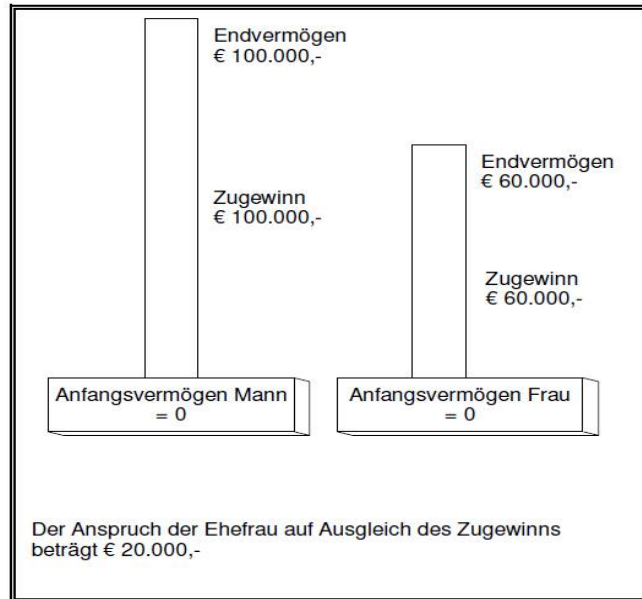 Endvermögen
€ 100.000,-
Zugewinn
€ 100.000,-
Anfangsvermögen Mann
= 0
Endvermögen
€ 60.000,-
Zugewinn
€ 60.000,-
Anfangsvermögen Frau
= 0
Der Anspruch der Ehefrau auf Ausgleich des Zugewinns
beträgt € 20.000,-